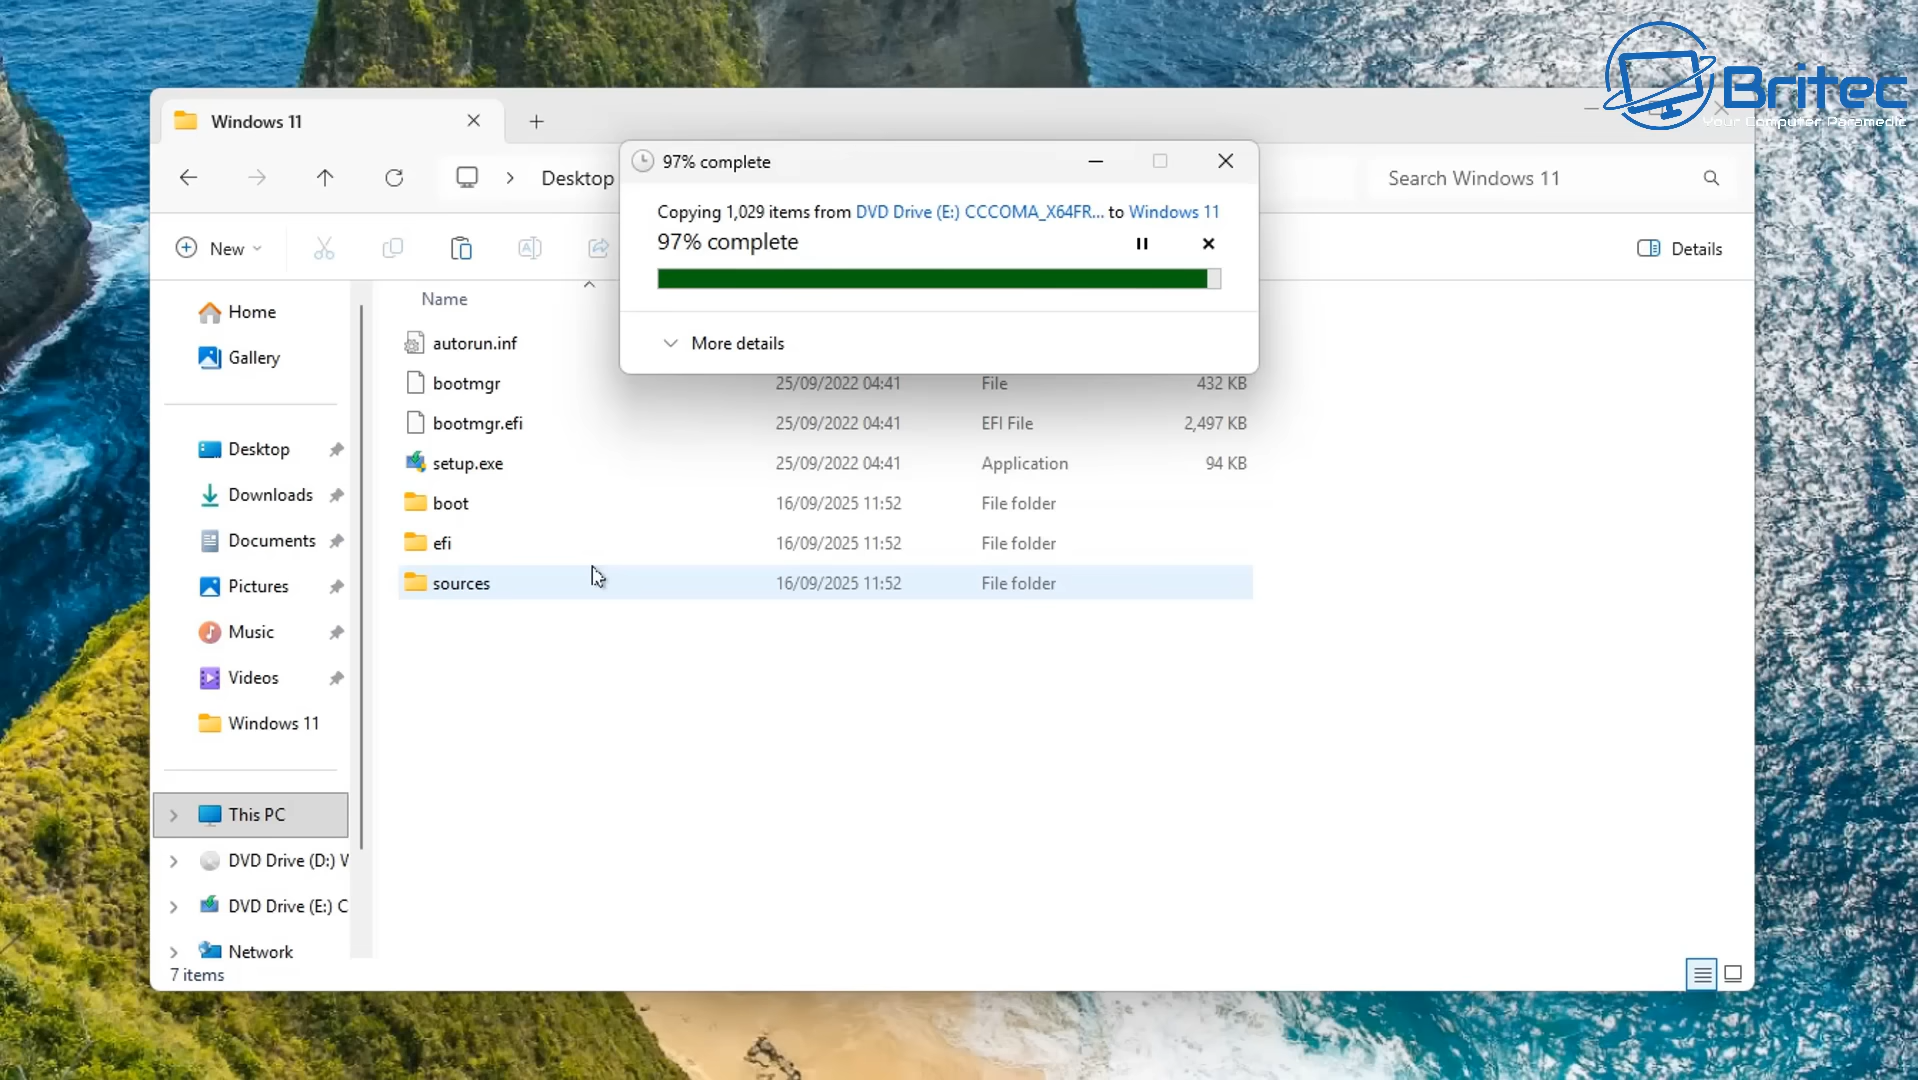 Britec
Your Computer Paramedic
Windows 11
97% complete
Desktop
Search Windows 11
Copying 1,029 items from DVD Drive (E:) CCCOMA_X64FR... to Windows 11
97% complete
New
Details
More details
Name
Home
Gallery
Desktop
Downloads
Documents
Pictures
Music
Videos
Windows 11
This PC
DVD Drive (D:) W
DVD Drive (E:) C
Network
autorun.inf
bootmgr 25/09/2022 04:41 File 432 KB
bootmgr.efi 25/09/2022 04:41 EFI File 2,497 KB
setup.exe 25/09/2022 04:41 Application 94 KB
boot 16/09/2025 11:52 File folder
efi 16/09/2025 11:52 File folder
sources 16/09/2025 11:52 File folder
7 items